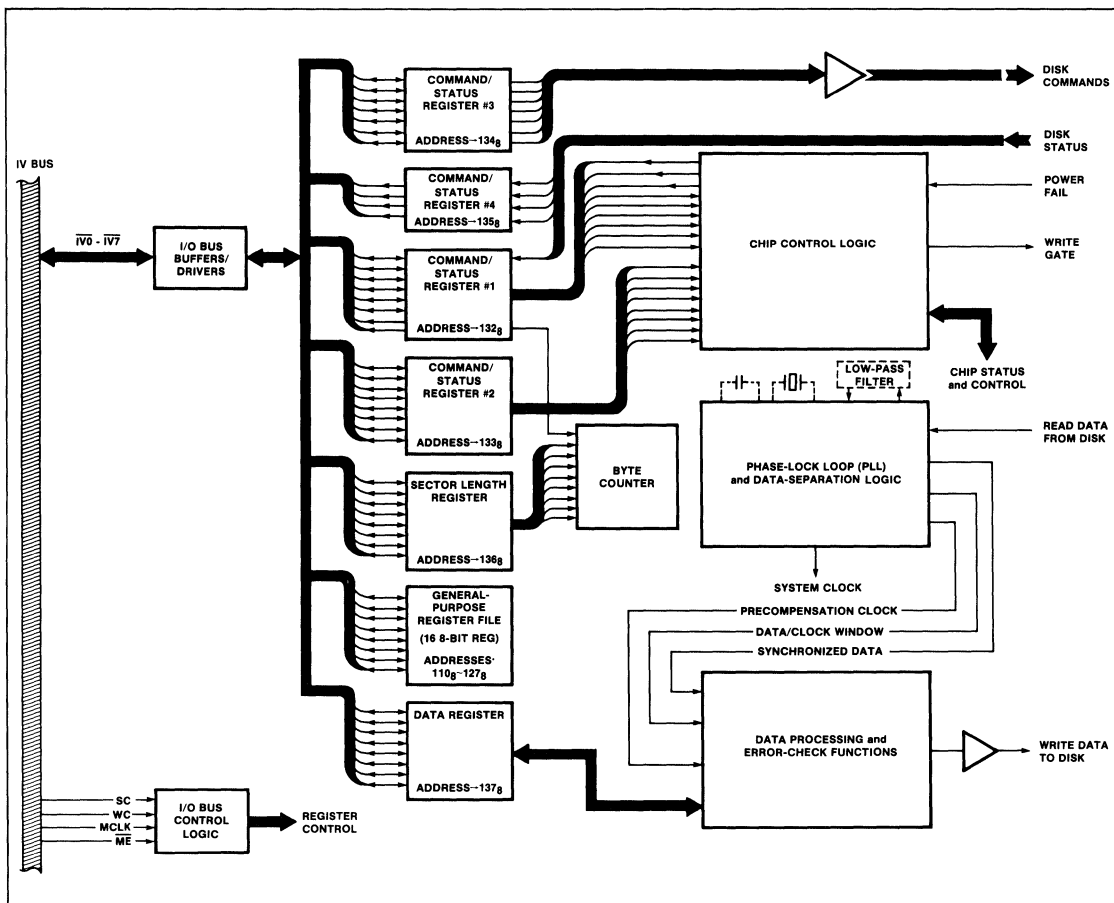 COMMAND/
STATUS
REGISTER #3
ADDRESS→134₈
DISK
COMMANDS
DISK
STATUS
IV BUS
COMMAND/
STATUS
REGISTER #4
ADDRESS→135₈
CHIP CONTROL LOGIC
POWER
FAIL
WRITE
GATE
IV0 - IV7
I/O BUS
BUFFERS/
DRIVERS
COMMAND/
STATUS
REGISTER #1
ADDRESS→132₈
CHIP STATUS
and CONTROL
COMMAND/
STATUS
REGISTER #2
ADDRESS→133₈
LOW-PASS
FILTER
READ DATA
FROM DISK
PHASE-LOCK LOOP (PLL)
and DATA-SEPARATION LOGIC
BYTE
COUNTER
SECTOR LENGTH
REGISTER
ADDRESS→136₈
SYSTEM CLOCK
PRECOMPENSATION CLOCK
DATA/CLOCK WINDOW
SYNCHRONIZED DATA
GENERAL-
PURPOSE
REGISTER FILE
(16 8-BIT REG)
ADDRESSES·
110₈~127₈
DATA REGISTER
ADDRESS→137₈
DATA PROCESSING and
ERROR-CHECK FUNCTIONS
WRITE DATA
TO DISK
SC
WC
MCLK
ME
I/O BUS
CONTROL
LOGIC
REGISTER
CONTROL